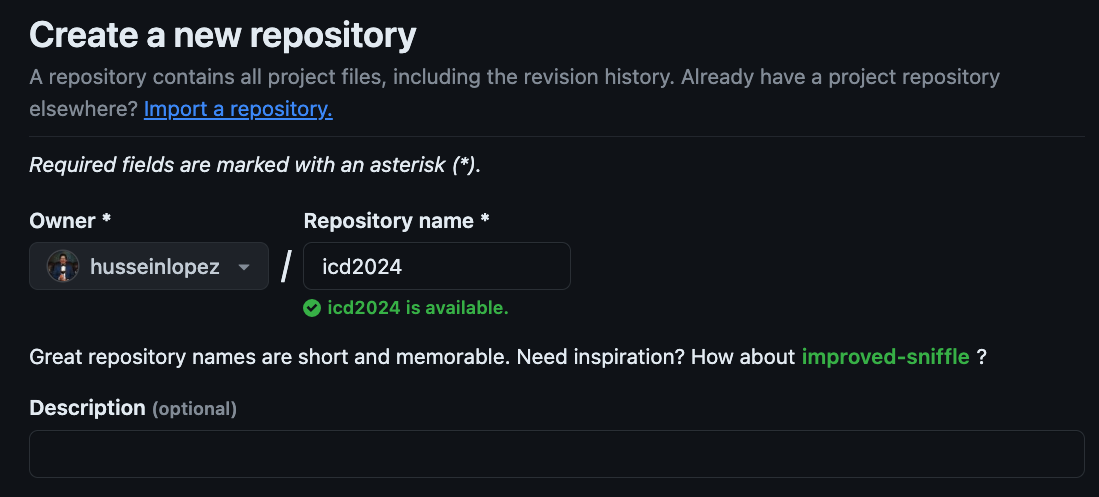 Create a new repository
A repository contains all project files, including the revision history. Already have a project repository
elsewhere? Import a repository.
Required fields are marked with an asterisk (*).
Owner *
Repository name *
husseinlopez
/
icd2024
icd2024 is available.
Great repository names are short and memorable. Need inspiration? How about improved-sniffle ?
Description (optional)